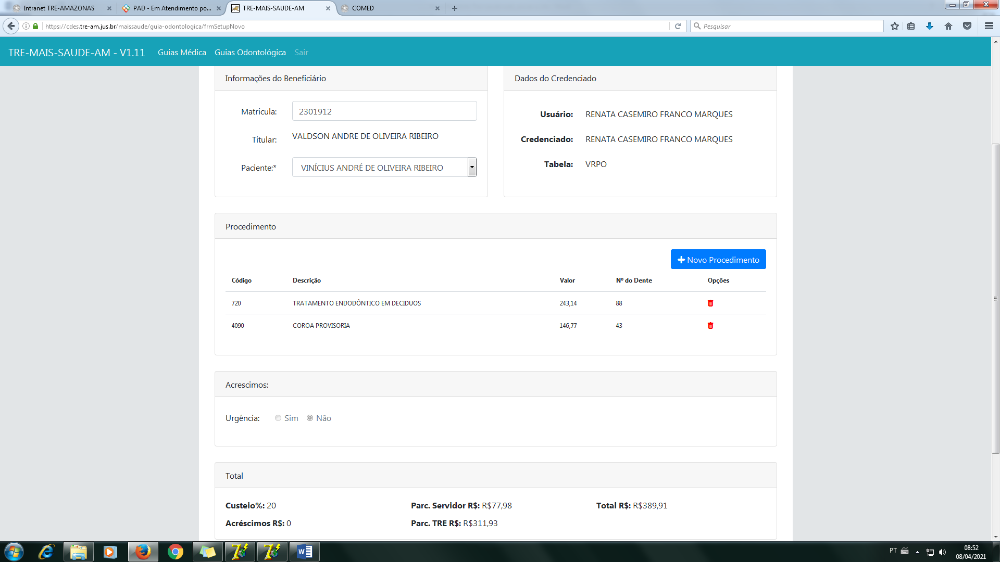 Intranet TRE-AMAZONAS
PAD - Em Atendimento po...
TRE-MAIS-SAUDE-AM
COMED
https://cdes.tre-am.jus.br/maissaude/guia-odontologica/frmSetupNovo
Pesquisar
TRE-MAIS-SAUDE-AM - V1.11 Guias Médica Guias Odontológica Sair
Informações do Beneficiário
Matricula: 2301912
Titular: VALDSON ANDRE DE OLIVEIRA RIBEIRO
Paciente:* VINÍCIUS ANDRÉ DE OLIVEIRA RIBEIRO
Dados do Credenciado
Usuário: RENATA CASEMIRO FRANCO MARQUES
Credenciado: RENATA CASEMIRO FRANCO MARQUES
Tabela: VRPO
Procedimento
Novo Procedimento
Código Descrição Valor Nº do Dente Opções
720 TRATAMENTO ENDODÔNTICO EM DECIDUOS 243,14 88
4090 COROA PROVISORIA 146,77 43
Acrescimos:
Urgência: Sim Não
Total
Custeio%: 20 Parc. Servidor R$: R$77,98 Total R$: R$389,91
Acréscimos R$: 0 Parc. TRE R$: R$311,93
PT
08:52
08/04/2021